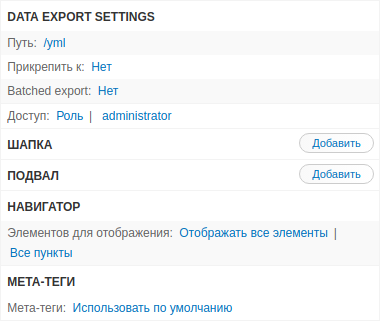 DATA EXPORT SETTINGS
Путь: /yml
Прикрепить к: Нет
Batched export: Нет
Доступ: Роль | administrator
ШАПКА Добавить
ПОДВАЛ Добавить
НАВИГАТОР
Элементов для отображения: Отображать все элементы |
Все пункты
МЕТА-ТЕГИ
Мета-теги: Использовать по умолчанию